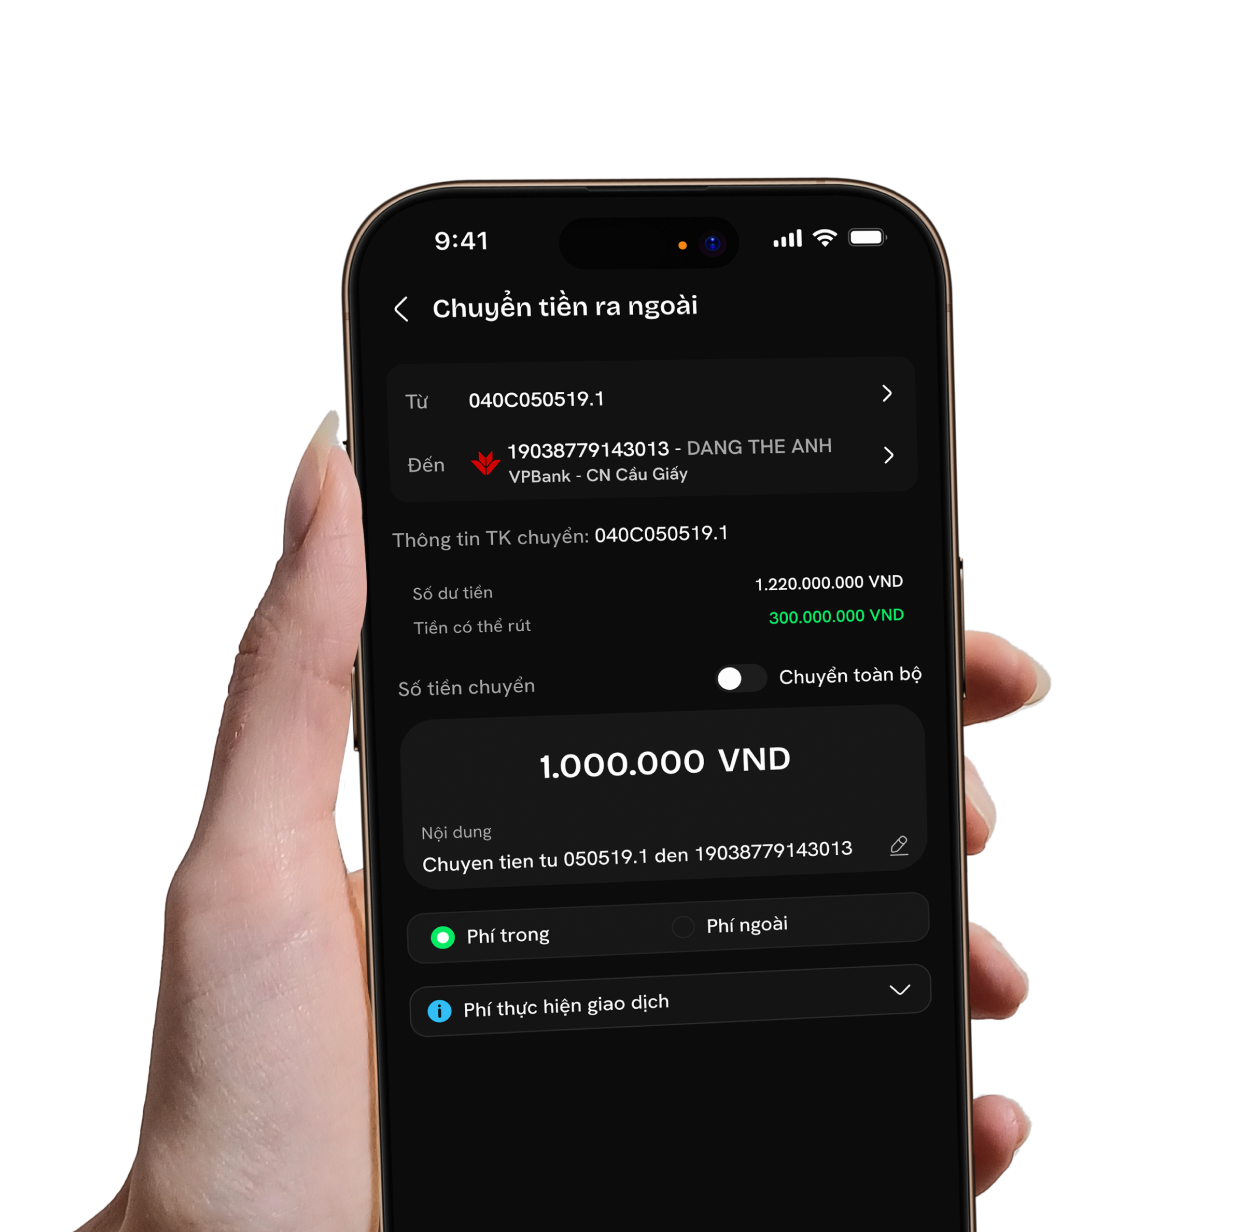 9:41
Chuyển tiền ra ngoài
Từ 040C050519.1
Đến 19038779143013 - DANG THE ANH
VPBank - CN Cầu Giấy
Thông tin TK chuyển: 040C050519.1
Số dư tiền 1.220.000.000 VND
Tiền có thể rút 300.000.000 VND
Số tiền chuyển Chuyển toàn bộ
1.000.000 VND
Nội dung
Chuyen tien tu 050519.1 den 19038779143013
Phí trong Phí ngoài
Phí thực hiện giao dịch